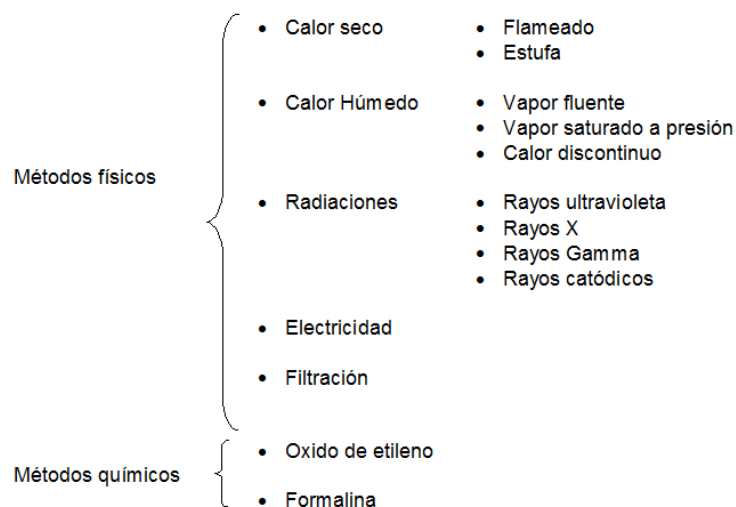 • Calor seco • Flameado
• Estufa
• Calor Húmedo • Vapor fluente
• Vapor saturado a presión
• Calor discontinuo
Métodos físicos
• Radiaciones • Rayos ultravioleta
• Rayos X
• Rayos Gamma
• Rayos catódicos
• Electricidad
• Filtración
• Oxido de etileno
Métodos químicos
• Formalina